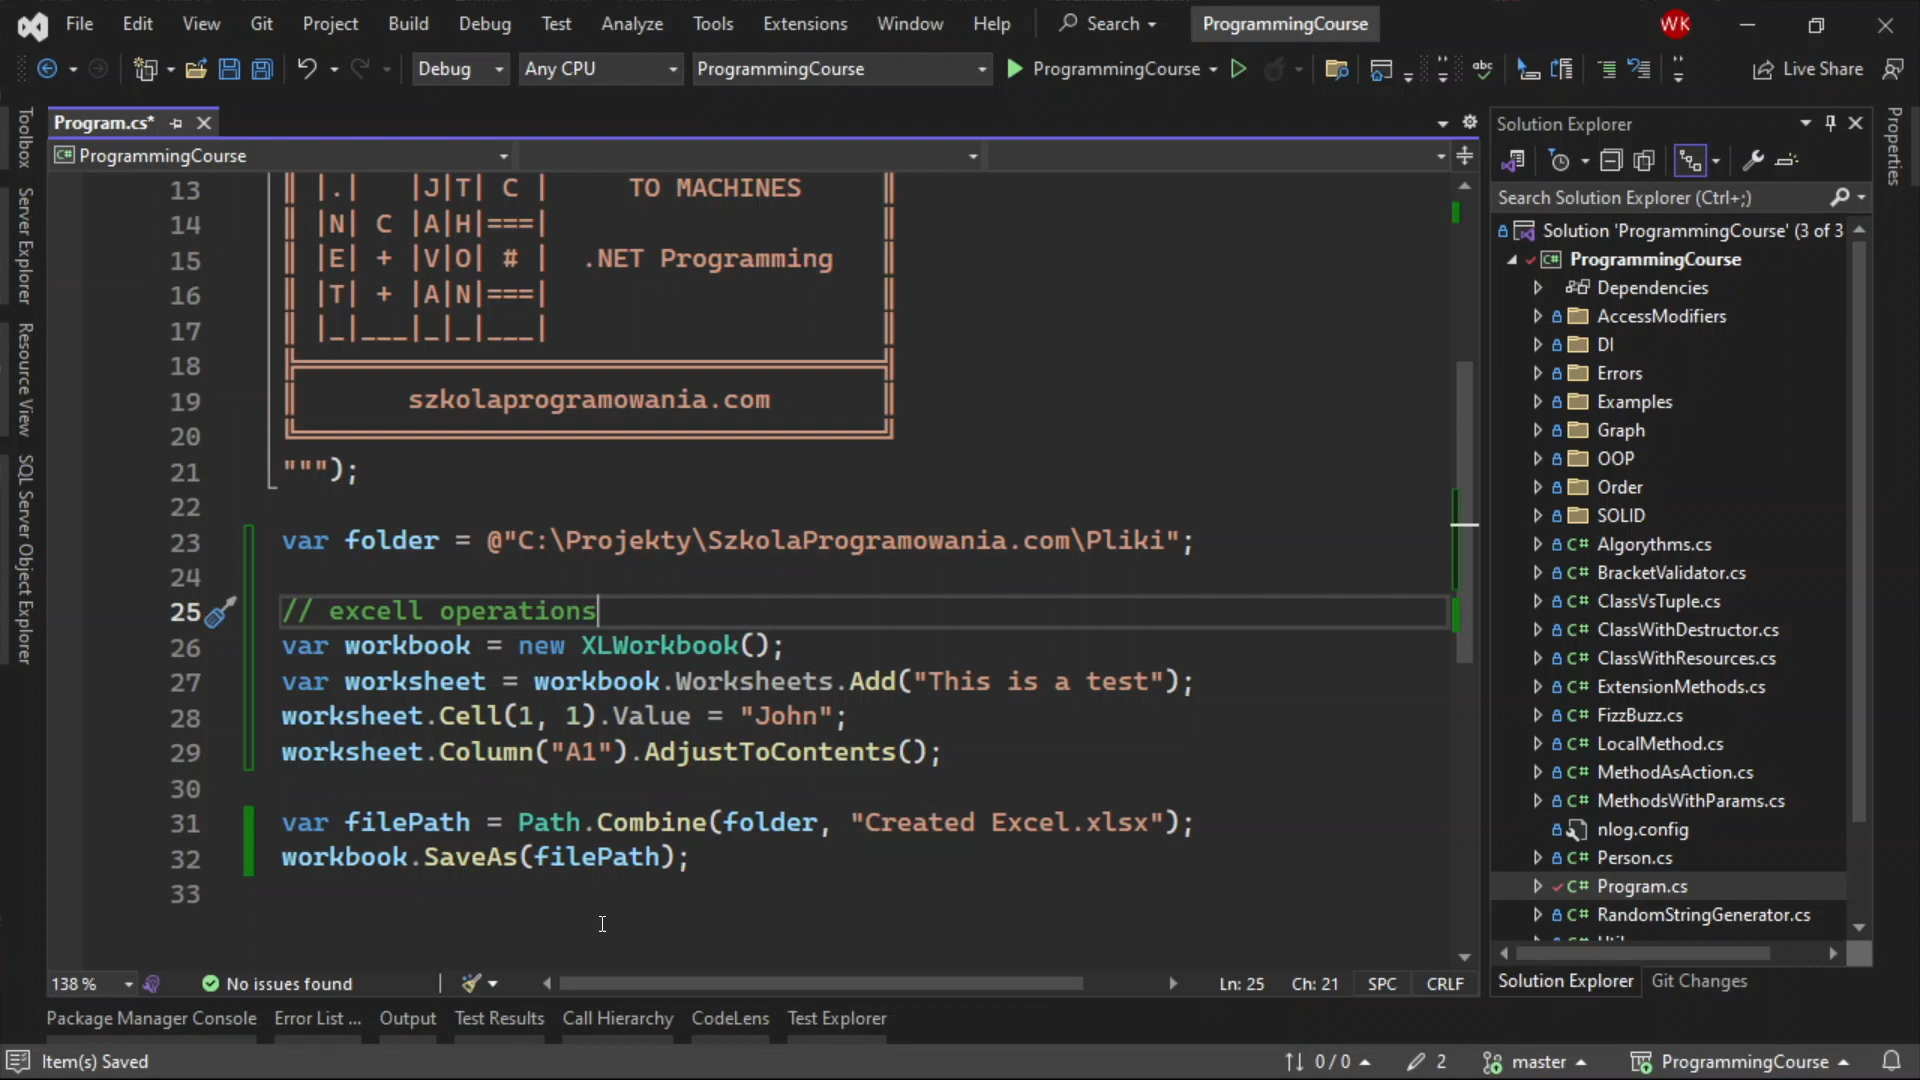 File Edit View Git Project Build Debug Test Analyze Tools Extensions Window Help Search ProgrammingCourse WK
Debug Any CPU ProgrammingCourse ProgrammingCourse Live Share
Toolbox
Server Explorer
Resource View
SQL Server Object Explorer
Program.cs*
ProgrammingCourse
13 |.| |J|T| C | TO MACHINES
14 |N| C |A|H|===|
15 |E| + |V|O| # | .NET Programming
16 |T| + |A|N|===|
17 |_|___|_|_|___|
18
19 szkolaprogramowania.com
20
21 """);
22
23 var folder = @"C:\Projekty\SzkolaProgramowania.com\Pliki";
24
25 // excell operations
26 var workbook = new XLWorkbook();
27 var worksheet = workbook.Worksheets.Add("This is a test");
28 worksheet.Cell(1, 1).Value = "John";
29 worksheet.Column("A1").AdjustToContents();
30
31 var filePath = Path.Combine(folder, "Created Excel.xlsx");
32 workbook.SaveAs(filePath);
33
138 % No issues found Ln: 25 Ch: 21 SPC CRLF
Package Manager Console Error List ... Output Test Results Call Hierarchy CodeLens Test Explorer
Solution Explorer
Search Solution Explorer (Ctrl+;)
Solution 'ProgrammingCourse' (3 of 3
ProgrammingCourse
Dependencies
AccessModifiers
DI
Errors
Examples
Graph
OOP
Order
SOLID
C# Algorythms.cs
C# BracketValidator.cs
C# ClassVsTuple.cs
C# ClassWithDestructor.cs
C# ClassWithResources.cs
C# ExtensionMethods.cs
C# FizzBuzz.cs
C# LocalMethod.cs
C# MethodAsAction.cs
C# MethodsWithParams.cs
nlog.config
C# Person.cs
C# Program.cs
C# RandomStringGenerator.cs
Solution Explorer Git Changes
Properties
Item(s) Saved 0 / 0 2 master ProgrammingCourse